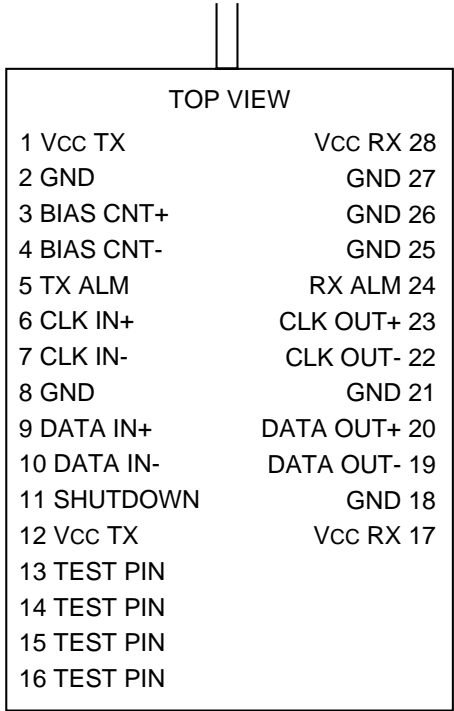 TOP VIEW
1 VCC TX VCC RX 28
2 GND GND 27
3 BIAS CNT+ GND 26
4 BIAS CNT- GND 25
5 TX ALM RX ALM 24
6 CLK IN+ CLK OUT+ 23
7 CLK IN- CLK OUT- 22
8 GND GND 21
9 DATA IN+ DATA OUT+ 20
10 DATA IN- DATA OUT- 19
11 SHUTDOWN GND 18
12 VCC TX VCC RX 17
13 TEST PIN
14 TEST PIN
15 TEST PIN
16 TEST PIN